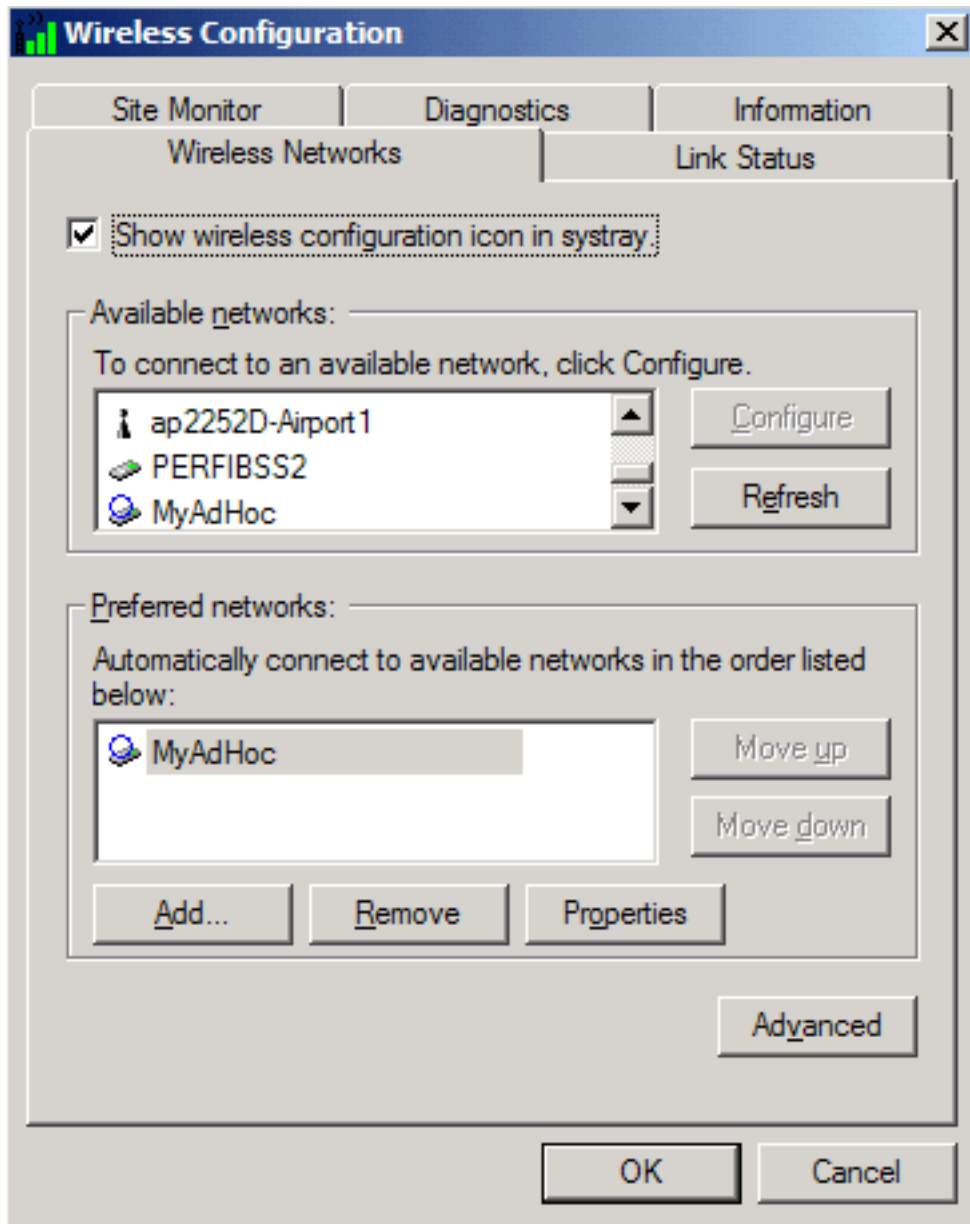 Wireless Configuration
Site Monitor
Diagnostics
Information
Wireless Networks
Link Status
Show wireless configuration icon in systray.
Available networks:
To connect to an available network, click Configure.
ap2252D-Airport1
PERFIBSS2
MyAdHoc
Configure
Refresh
Preferred networks:
Automatically connect to available networks in the order listed
below:
MyAdHoc
Move up
Move down
Add...
Remove
Properties
Advanced
OK
Cancel